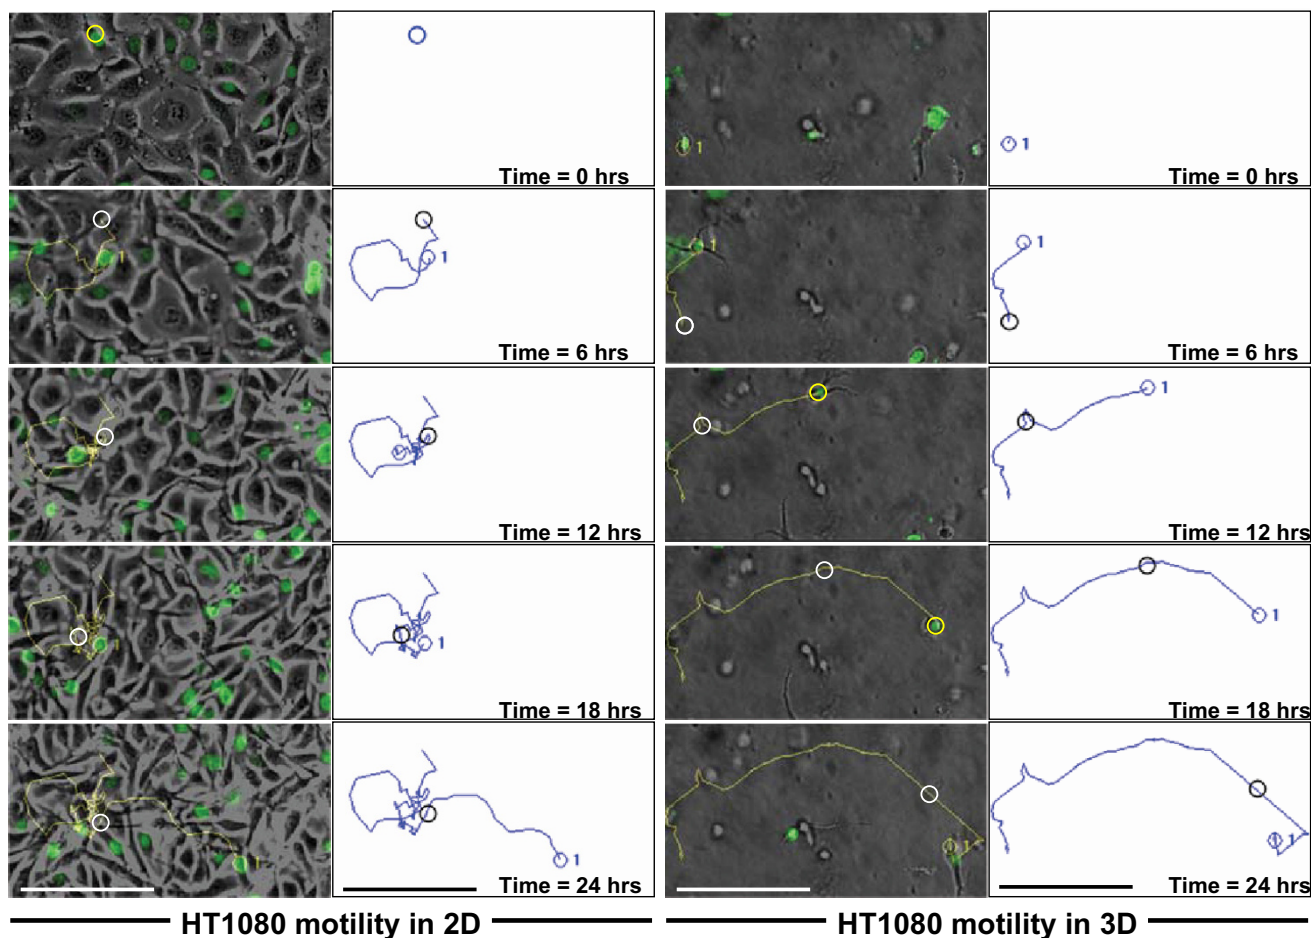 1
1
Time = 0 hrs
Time = 0 hrs
1
1
1
1
Time = 6 hrs
Time = 6 hrs
1
1
Time = 12 hrs
Time = 12 hrs
1
1
1
Time = 18 hrs
Time = 18 hrs
1
1
1
1
Time = 24 hrs
Time = 24 hrs
HT1080 motility in 2D
HT1080 motility in 3D